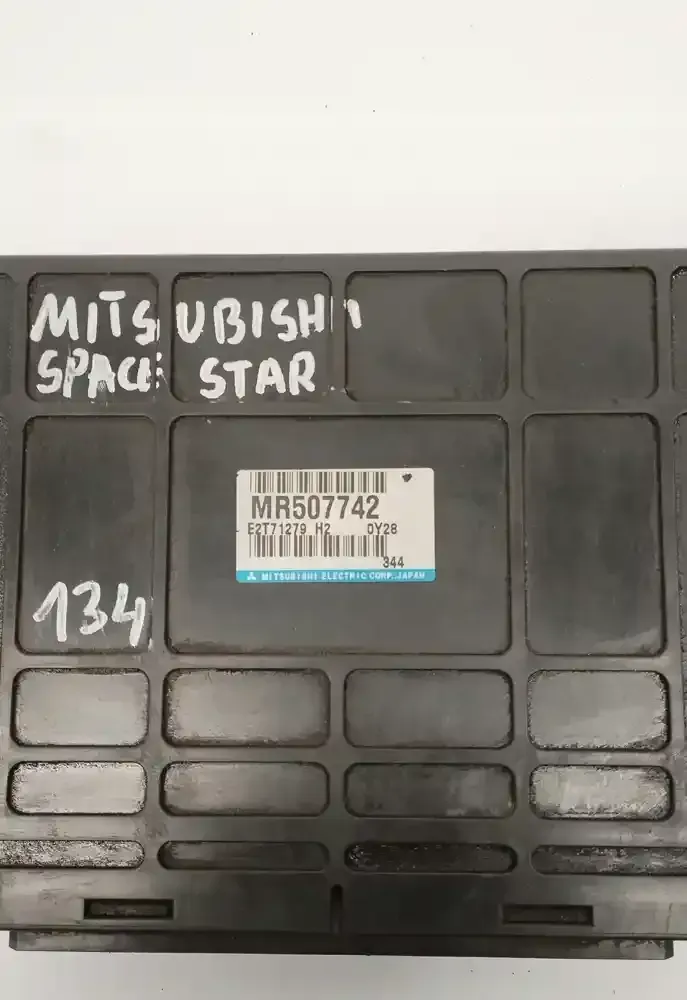 MITSUBISHI
SPACE STAR
MR507742
E2T71279 H2 0Y28
344
MITSUBISHI ELECTRIC CORP. JAPAN
134